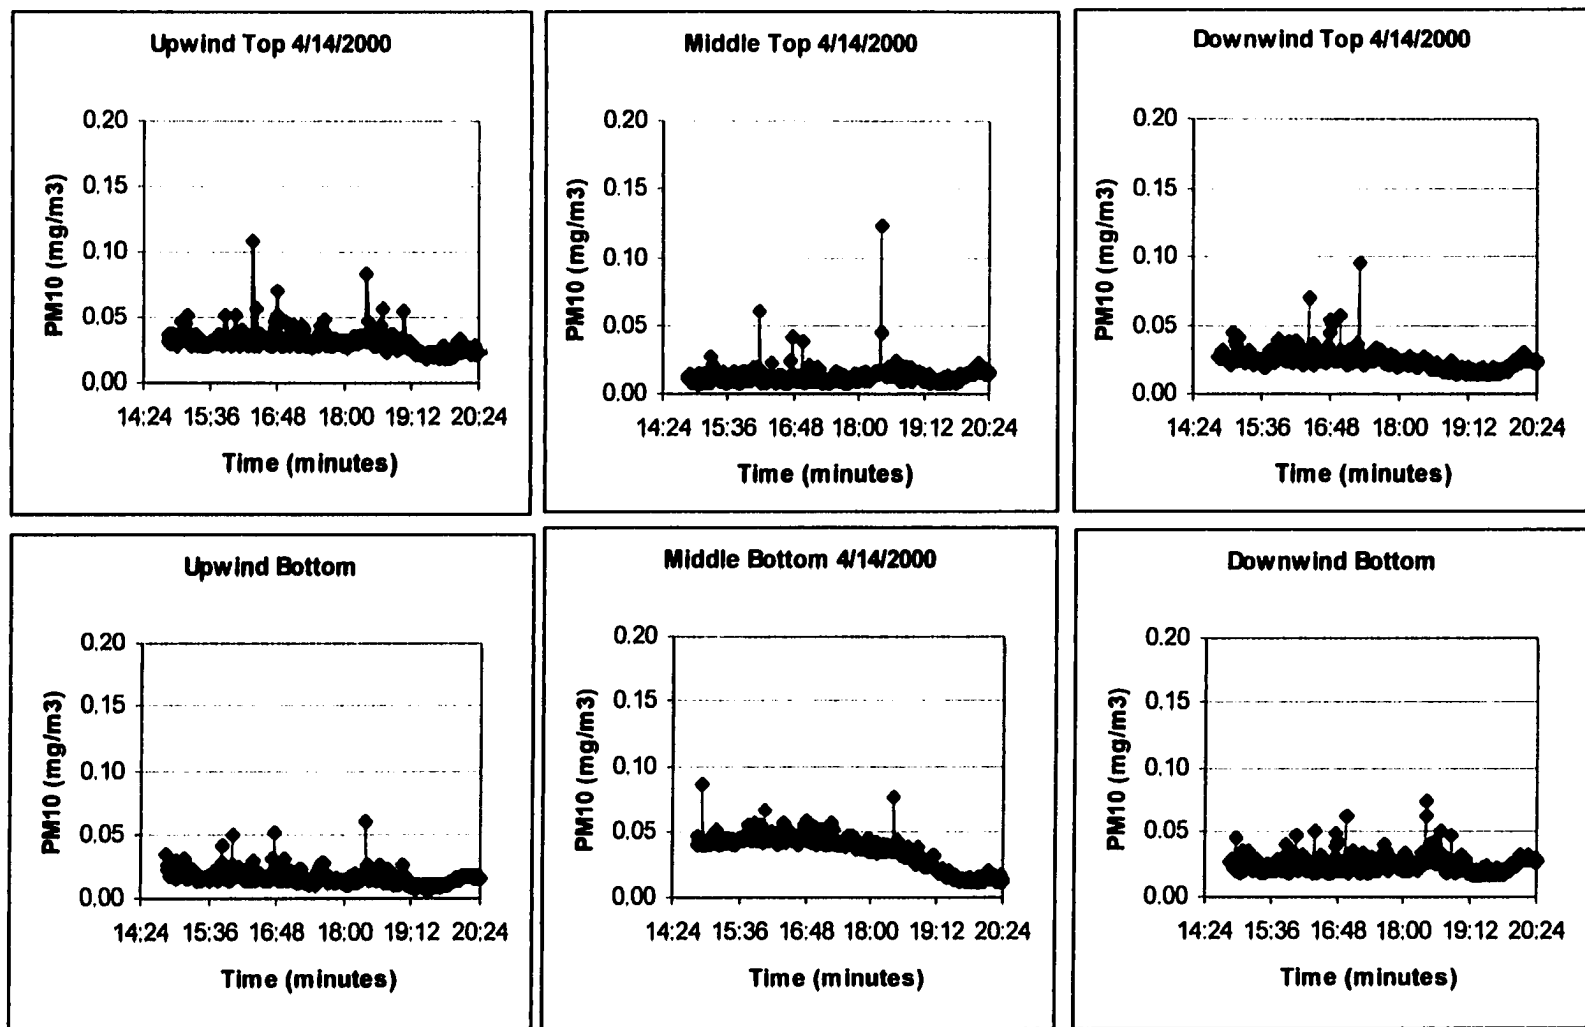 Upwind Top 4/14/2000
PM10 (mg/m3)
0.20
0.15
0.10
0.05
0.00
14:24 15:36 16:48 18:00 19:12 20:24
Time (minutes)
Middle Top 4/14/2000
PM10 (mg/m3)
0.20
0.15
0.10
0.05
0.00
14:24 15:36 16:48 18:00 19:12 20:24
Time (minutes)
Downwind Top 4/14/2000
PM10 (mg/m3)
0.20
0.15
0.10
0.05
0.00
14:24 15:36 16:48 18:00 19:12 20:24
Time (minutes)
Upwind Bottom
PM10 (mg/m3)
0.20
0.15
0.10
0.05
0.00
14:24 15:36 16:48 18:00 19:12 20:24
Time (minutes)
Middle Bottom 4/14/2000
PM10 (mg/m3)
0.20
0.15
0.10
0.05
0.00
14:24 15:36 16:48 18:00 19:12 20:24
Time (minutes)
Downwind Bottom
PM10 (mg/m3)
0.20
0.15
0.10
0.05
0.00
14:24 15:36 16:48 18:00 19:12 20:24
Time (minutes)